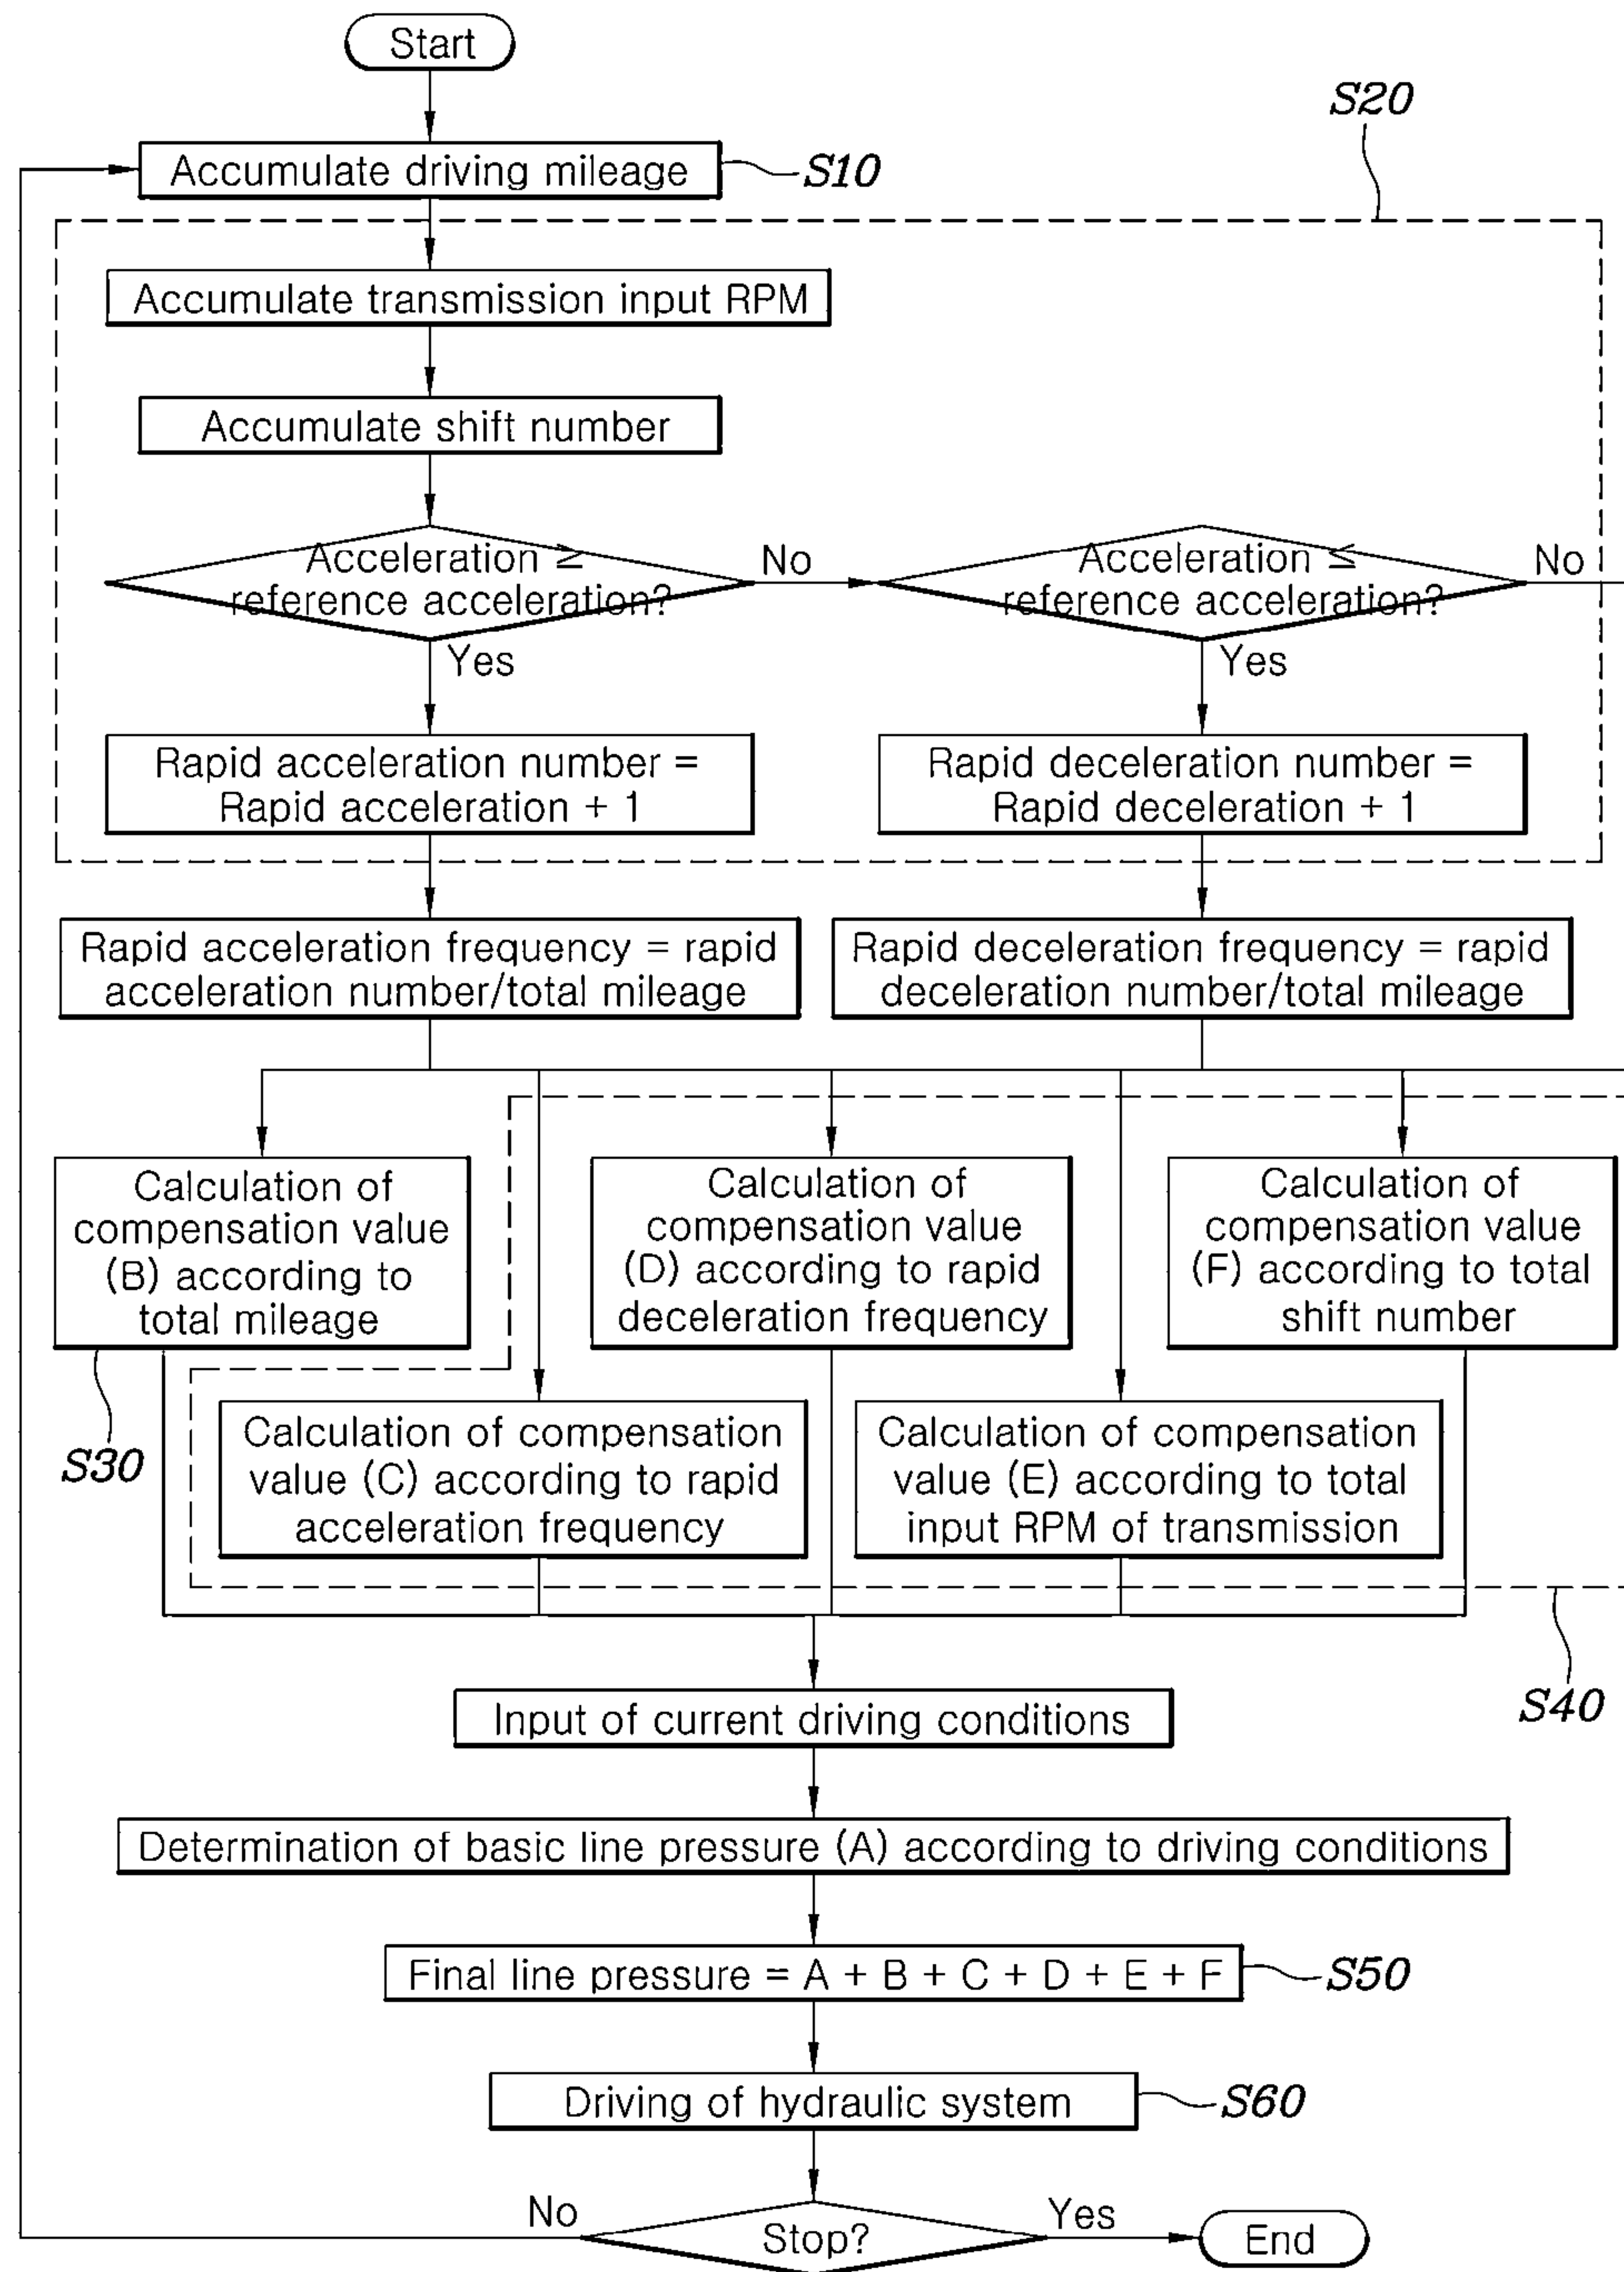 Start
S20
Accumulate driving mileage
S10
Accumulate transmission input RPM
Accumulate shift number
Acceleration ≥
reference acceleration?
No
Acceleration ≤
reference acceleration?
No
Yes
Yes
Rapid acceleration number =
Rapid acceleration + 1
Rapid deceleration number =
Rapid deceleration + 1
Rapid acceleration frequency = rapid
acceleration number/total mileage
Rapid deceleration frequency = rapid
deceleration number/total mileage
Calculation of
compensation value
(B) according to
total mileage
Calculation of
compensation value
(D) according to rapid
deceleration frequency
Calculation of
compensation value
(F) according to total
shift number
S30
Calculation of compensation
value (C) according to rapid
acceleration frequency
Calculation of compensation
value (E) according to total
input RPM of transmission
S40
Input of current driving conditions
Determination of basic line pressure (A) according to driving conditions
Final line pressure = A + B + C + D + E + F
S50
Driving of hydraulic system
S60
No
Stop?
Yes
End